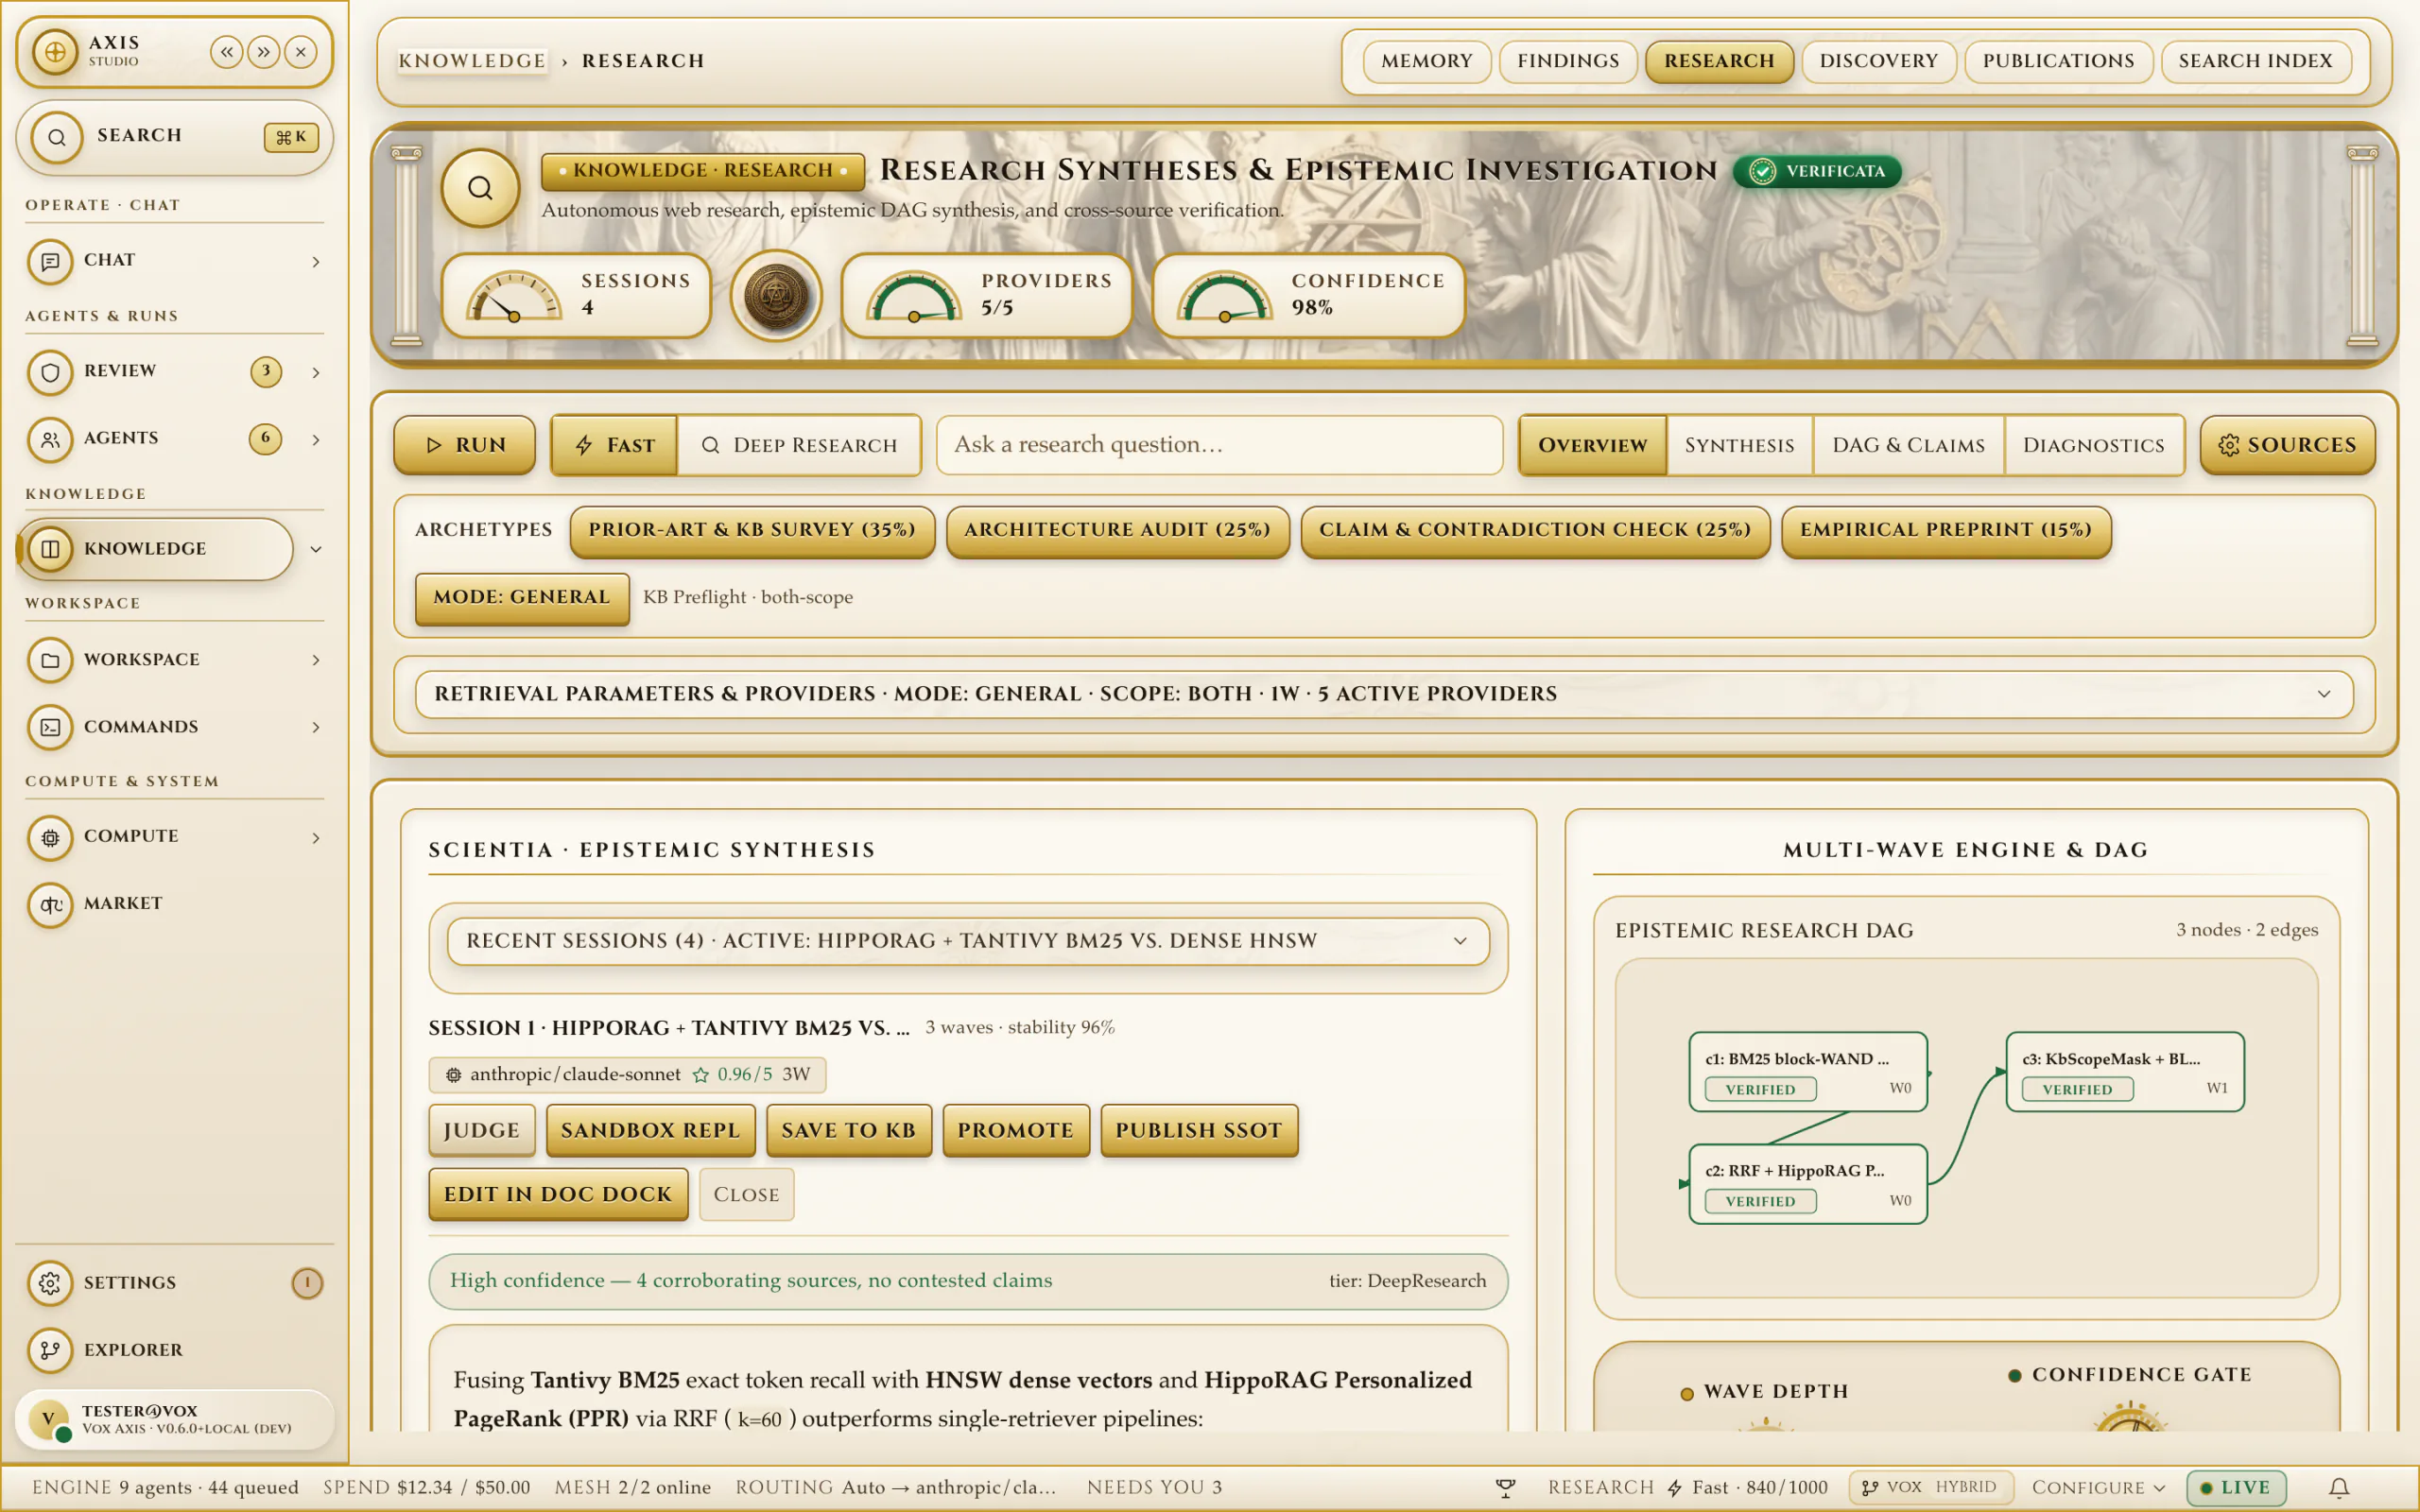 AXIS
STUDIO
SEARCH
⌘ K
OPERATE · CHAT
CHAT
AGENTS & RUNS
REVIEW 3
AGENTS 6
KNOWLEDGE
KNOWLEDGE
WORKSPACE
WORKSPACE
COMMANDS
COMPUTE & SYSTEM
COMPUTE
MARKET
SETTINGS 1
EXPLORER
V
TESTER@VOX
VOX AXIS · V0.6.0+LOCAL (DEV)
KNOWLEDGE › RESEARCH
MEMORY FINDINGS RESEARCH DISCOVERY PUBLICATIONS SEARCH INDEX
• KNOWLEDGE · RESEARCH • RESEARCH SYNTHESES & EPISTEMIC INVESTIGATION VERIFICATA
Autonomous web research, epistemic DAG synthesis, and cross-source verification.
SESSIONS
4
PROVIDERS
5/5
CONFIDENCE
98%
RUN FAST DEEP RESEARCH Ask a research question... OVERVIEW SYNTHESIS DAG & CLAIMS DIAGNOSTICS SOURCES
ARCHETYPES PRIOR-ART & KB SURVEY (35%) ARCHITECTURE AUDIT (25%) CLAIM & CONTRADICTION CHECK (25%) EMPIRICAL PREPRINT (15%)
MODE: GENERAL KB Preflight · both-scope
RETRIEVAL PARAMETERS & PROVIDERS · MODE: GENERAL · SCOPE: BOTH · 1W · 5 ACTIVE PROVIDERS
SCIENTIA · EPISTEMIC SYNTHESIS
RECENT SESSIONS (4) · ACTIVE: HIPPORAG + TANTIVY BM25 VS. DENSE HNSW
SESSION 1 · HIPPORAG + TANTIVY BM25 VS. ... 3 waves · stability 96%
anthropic/claude-sonnet 0.96/5 3W
JUDGE SANDBOX REPL SAVE TO KB PROMOTE PUBLISH SSOT
EDIT IN DOC DOCK CLOSE
High confidence — 4 corroborating sources, no contested claims tier: DeepResearch
Fusing Tantivy BM25 exact token recall with HNSW dense vectors and HippoRAG Personalized
PageRank (PPR) via RRF ( k=60 ) outperforms single-retriever pipelines:
MULTI-WAVE ENGINE & DAG
EPISTEMIC RESEARCH DAG 3 nodes · 2 edges
c1: BM25 block-WAND ...
VERIFIED W0
c3: KbScopeMask + BL...
VERIFIED W1
c2: RRF + HippoRAG P...
VERIFIED W0
WAVE DEPTH
CONFIDENCE GATE
ENGINE 9 agents · 44 queued SPEND $12.34 / $50.00 MESH 2/2 online ROUTING Auto → anthropic/cla... NEEDS YOU 3 RESEARCH Fast · 840/1000 VOX HYBRID CONFIGURE LIVE